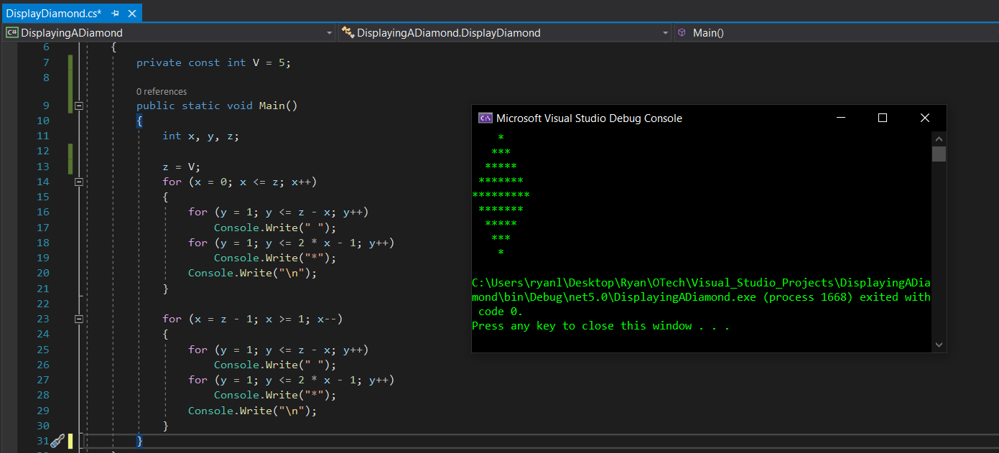 DisplayDiamond.cs*
C# DisplayingADiamond DisplayingADiamond.DisplayDiamond Main()
6 {
7 private const int V = 5;
8
0 references
9 public static void Main()
10 {
11 int x, y, z;
12
13 z = V;
14 for (x = 0; x <= z; x++)
15 {
16 for (y = 1; y <= z - x; y++)
17 Console.Write(" ");
18 for (y = 1; y <= 2 * x - 1; y++)
19 Console.Write("*");
20 Console.Write("\n");
21 }
22
23 for (x = z - 1; x >= 1; x--)
24 {
25 for (y = 1; y <= z - x; y++)
26 Console.Write(" ");
27 for (y = 1; y <= 2 * x - 1; y++)
28 Console.Write("*");
29 Console.Write("\n");
30 }
31 }
C:\ Microsoft Visual Studio Debug Console
    *
   ***
  *****
 *******
*********
 *******
  *****
   ***
    *
C:\Users\ryanl\Desktop\Ryan\OTech\Visual_Studio_Projects\DisplayingADia
mond\bin\Debug\net5.0\DisplayingADiamond.exe (process 1668) exited with
 code 0.
Press any key to close this window . . .